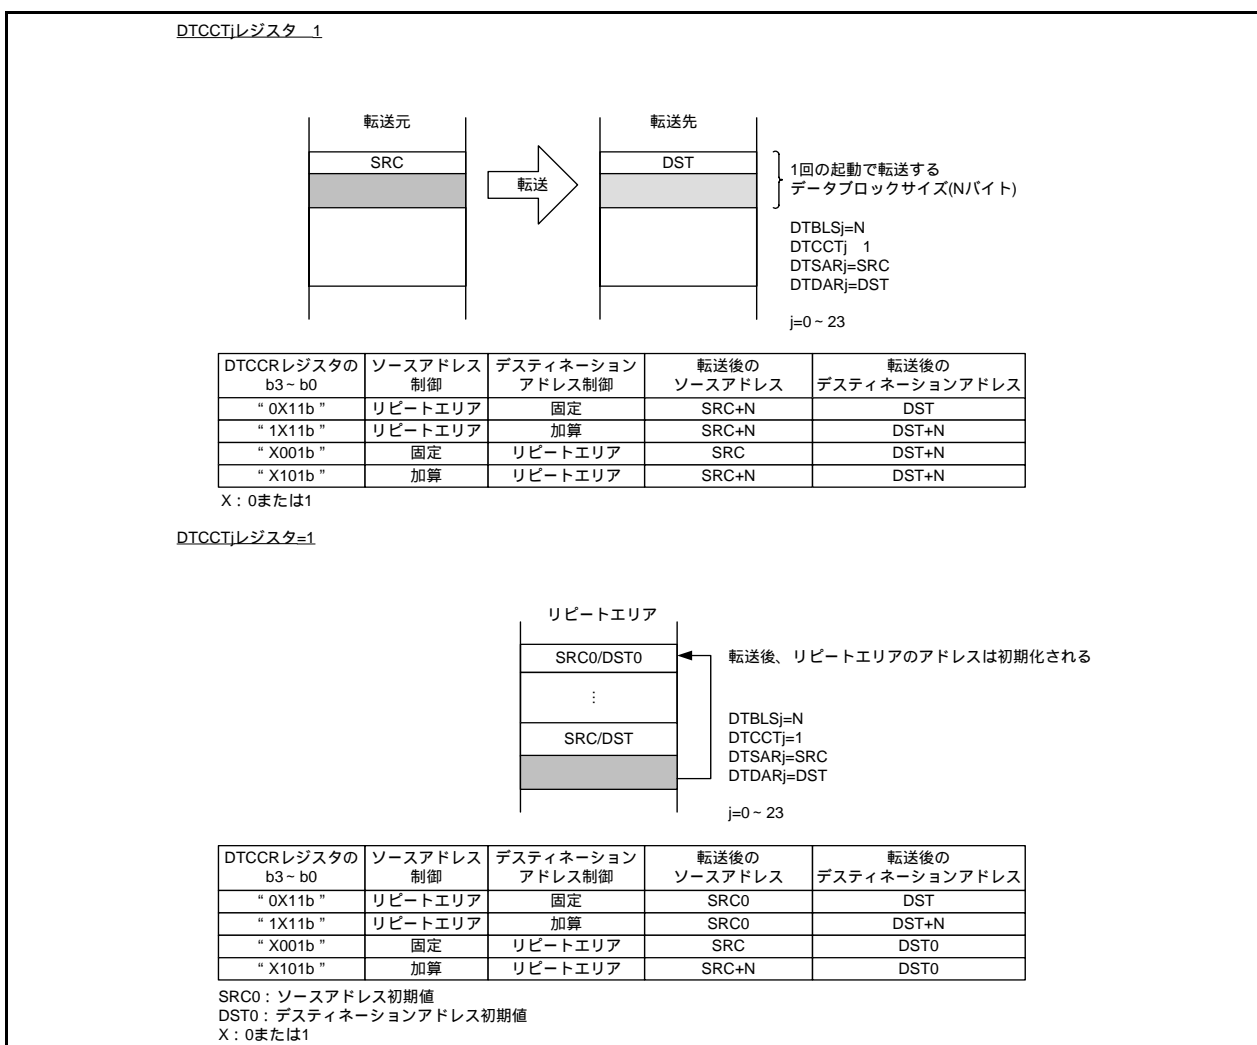 DTCCTjレジスタ　1
転送元
転送先
SRC
DST
転送
1回の起動で転送する
データブロックサイズ(Nバイト)
DTBLSj=N
DTCCTj　1
DTSARj=SRC
DTDARj=DST
j=0～23
DTCCRレジスタの b3～b0 ソースアドレス 制御 デスティネーション アドレス制御 転送後の ソースアドレス 転送後の デスティネーションアドレス
“0X11b” リピートエリア 固定 SRC+N DST
“1X11b” リピートエリア 加算 SRC+N DST+N
“X001b” 固定 リピートエリア SRC DST+N
“X101b” 加算 リピートエリア SRC+N DST+N
X：0または1
DTCCTjレジスタ=1
リピートエリア
SRC0/DST0
転送後、リピートエリアのアドレスは初期化される
⋮
SRC/DST
DTBLSj=N
DTCCTj=1
DTSARj=SRC
DTDARj=DST
j=0～23
DTCCRレジスタの b3～b0 ソースアドレス 制御 デスティネーション アドレス制御 転送後の ソースアドレス 転送後の デスティネーションアドレス
“0X11b” リピートエリア 固定 SRC0 DST
“1X11b” リピートエリア 加算 SRC0 DST+N
“X001b” 固定 リピートエリア SRC DST0
“X101b” 加算 リピートエリア SRC+N DST0
SRC0：ソースアドレス初期値
DST0：デスティネーションアドレス初期値
X：0または1